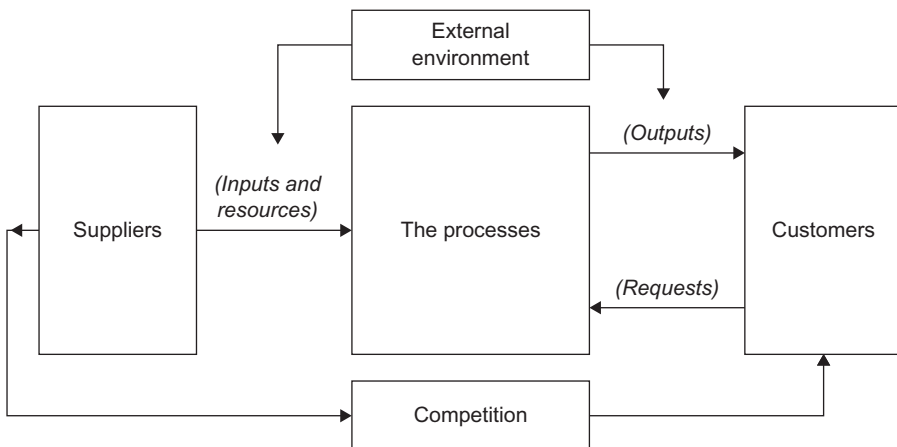 External
environment
(Outputs)
(Inputs and
resources)
Suppliers
The processes
Customers
(Requests)
Competition